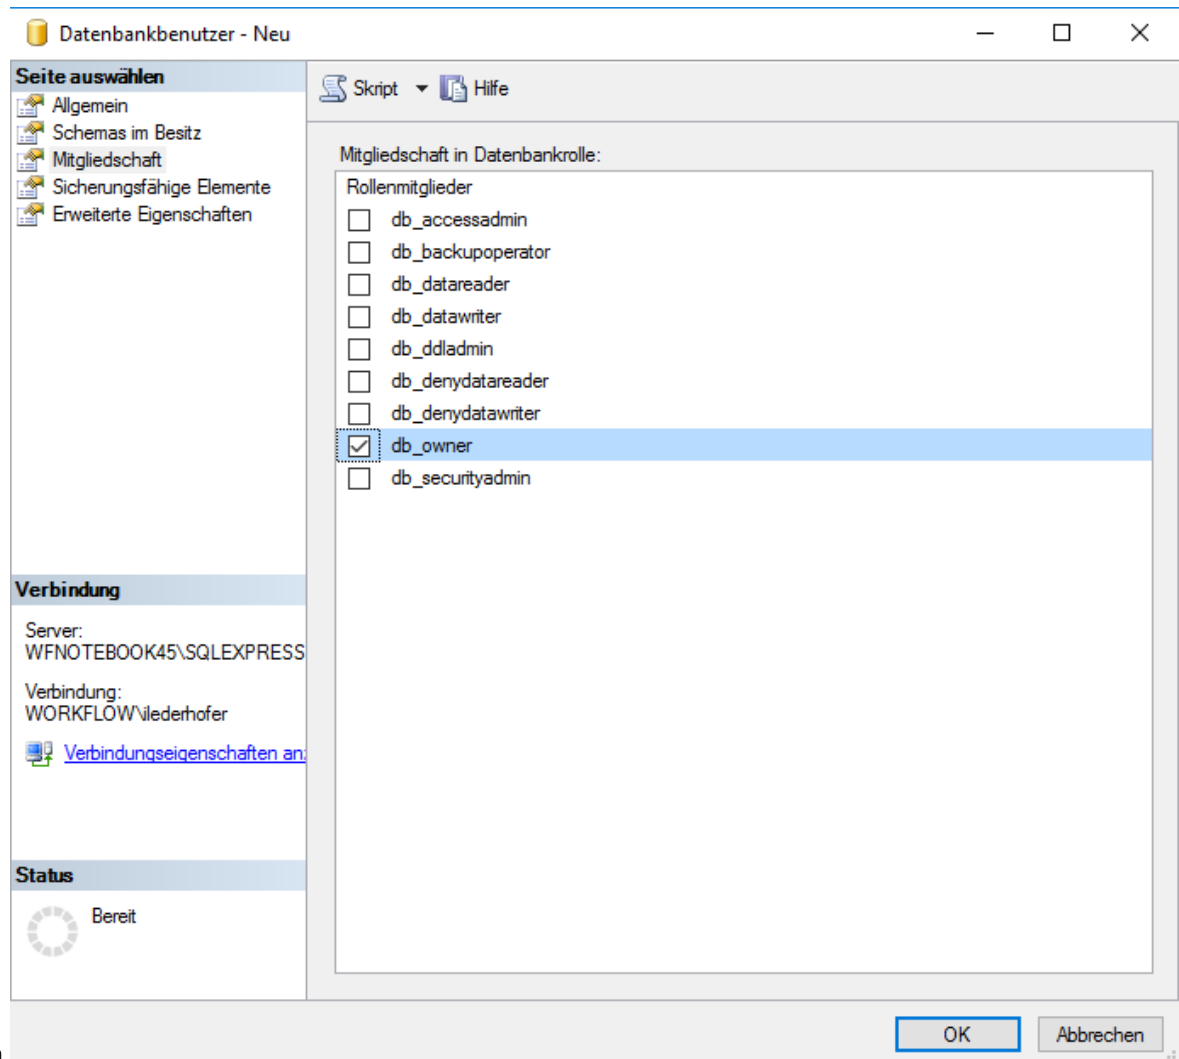 Datenbankbenutzer - Neu
Seite auswählen
Allgemein
Schemas im Besitz
Mitgliedschaft
Sicherungsfähige Elemente
Erweiterte Eigenschaften
Skript
Hilfe
Mitgliedschaft in Datenbankrolle:
Rollenmitglieder
db_accessadmin
db_backupoperator
db_datareader
db_datawriter
db_ddladmin
db_denydatareader
db_denydatawriter
db_owner
db_securityadmin
Verbindung
Server:
WFNOTEBOOK45\SQLEXPRESS
Verbindung:
WORKFLOW\ilederhofer
Verbindungseigenschaften an
Status
Bereit
OK
Abbrechen